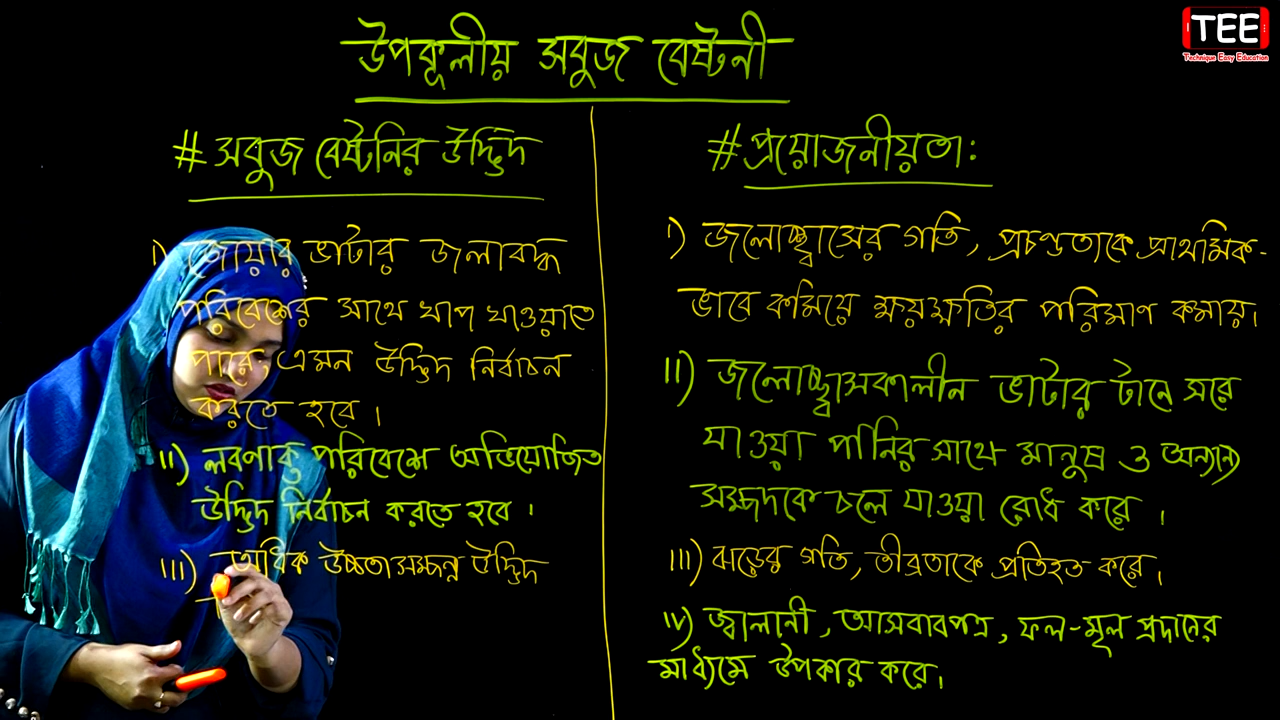 উপকূলীয় সবুজ বেষ্টনী
TEE
Technique Easy Education
# সবুজ বেষ্টনির উদ্ভিদ
i) জোয়ার ভাটার জলাবদ্ধ
পরিবেশের সাথে খাপ খাওয়াতে
পারে এমন উদ্ভিদ নির্বাচন
করতে হবে।
ii) লবণাক্ত পরিবেশে অভিযোজিত
উদ্ভিদ নির্বাচন করতে হবে।
iii) অধিক উচ্চতাসম্পন্ন উদ্ভিদ
# প্রয়োজনীয়তা:
i) জলোচ্ছ্বাসের গতি, প্রচণ্ডতাকে প্রাথমিক-
ভাবে কমিয়ে ক্ষয়ক্ষতির পরিমাণ কমায়।
ii) জলোচ্ছ্বাসকালীন ভাটার টানে সরে
যাওয়া পানির সাথে মানুষ ও অন্যান্য
সম্পদকে চলে যাওয়া রোধ করে।
iii) ঝড়ের গতি, তীব্রতাকে প্রতিহত করে।
iv) জ্বালানী, আসবাবপত্র, ফল-মূল প্রদানের
মাধ্যমে উপকার করে।